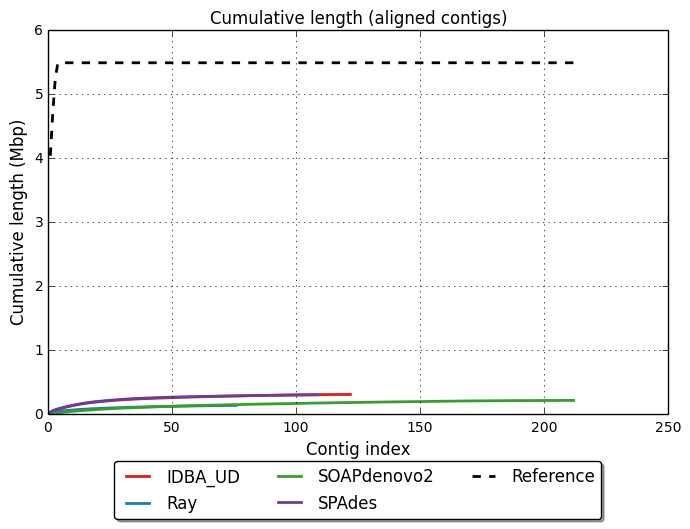 Cumulative length (aligned contigs)
6
5
4
3
2
1
0
Cumulative length (Mbp)
0 50 100 150 200 250
Contig index
IDBA_UD SOAPdenovo2 Reference
Ray SPAdes